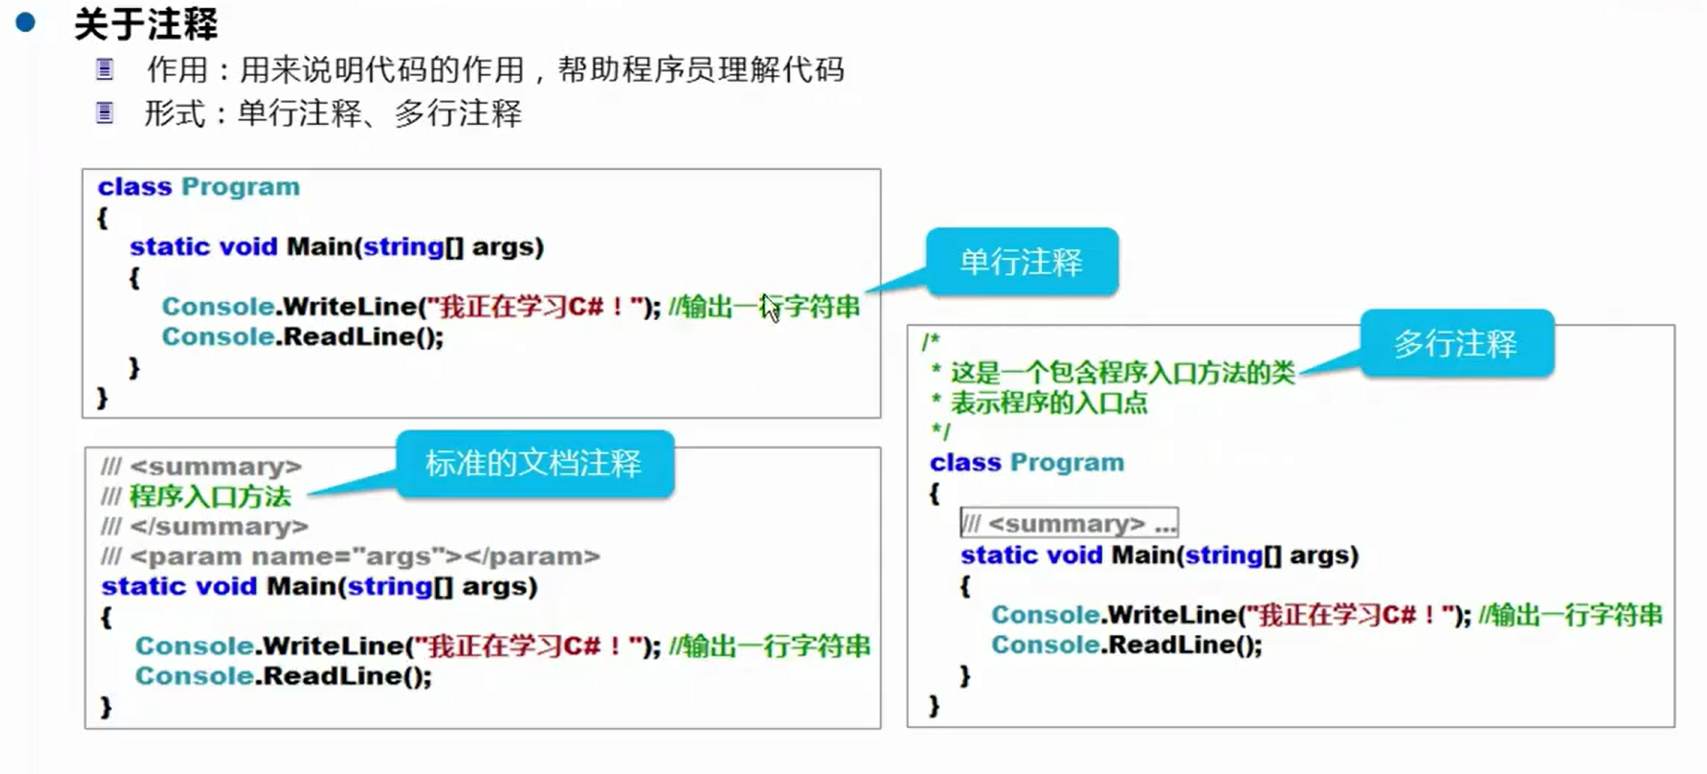 关于注释
作用：用来说明代码的作用，帮助程序员理解代码
形式：单行注释、多行注释
class Program
{
static void Main(string[] args)
{
Console.WriteLine("我正在学习C#！"); //输出一行字符串
Console.ReadLine();
}
}
单行注释
/// <summary>
/// 程序入口方法
/// </summary>
/// <param name="args"></param>
static void Main(string[] args)
{
Console.WriteLine("我正在学习C#！"); //输出一行字符串
Console.ReadLine();
}
标准的文档注释
/*
* 这是一个包含程序入口方法的类
* 表示程序的入口点
*/
class Program
{
/// <summary> ...
static void Main(string[] args)
{
Console.WriteLine("我正在学习C#！"); //输出一行字符串
Console.ReadLine();
}
}
多行注释